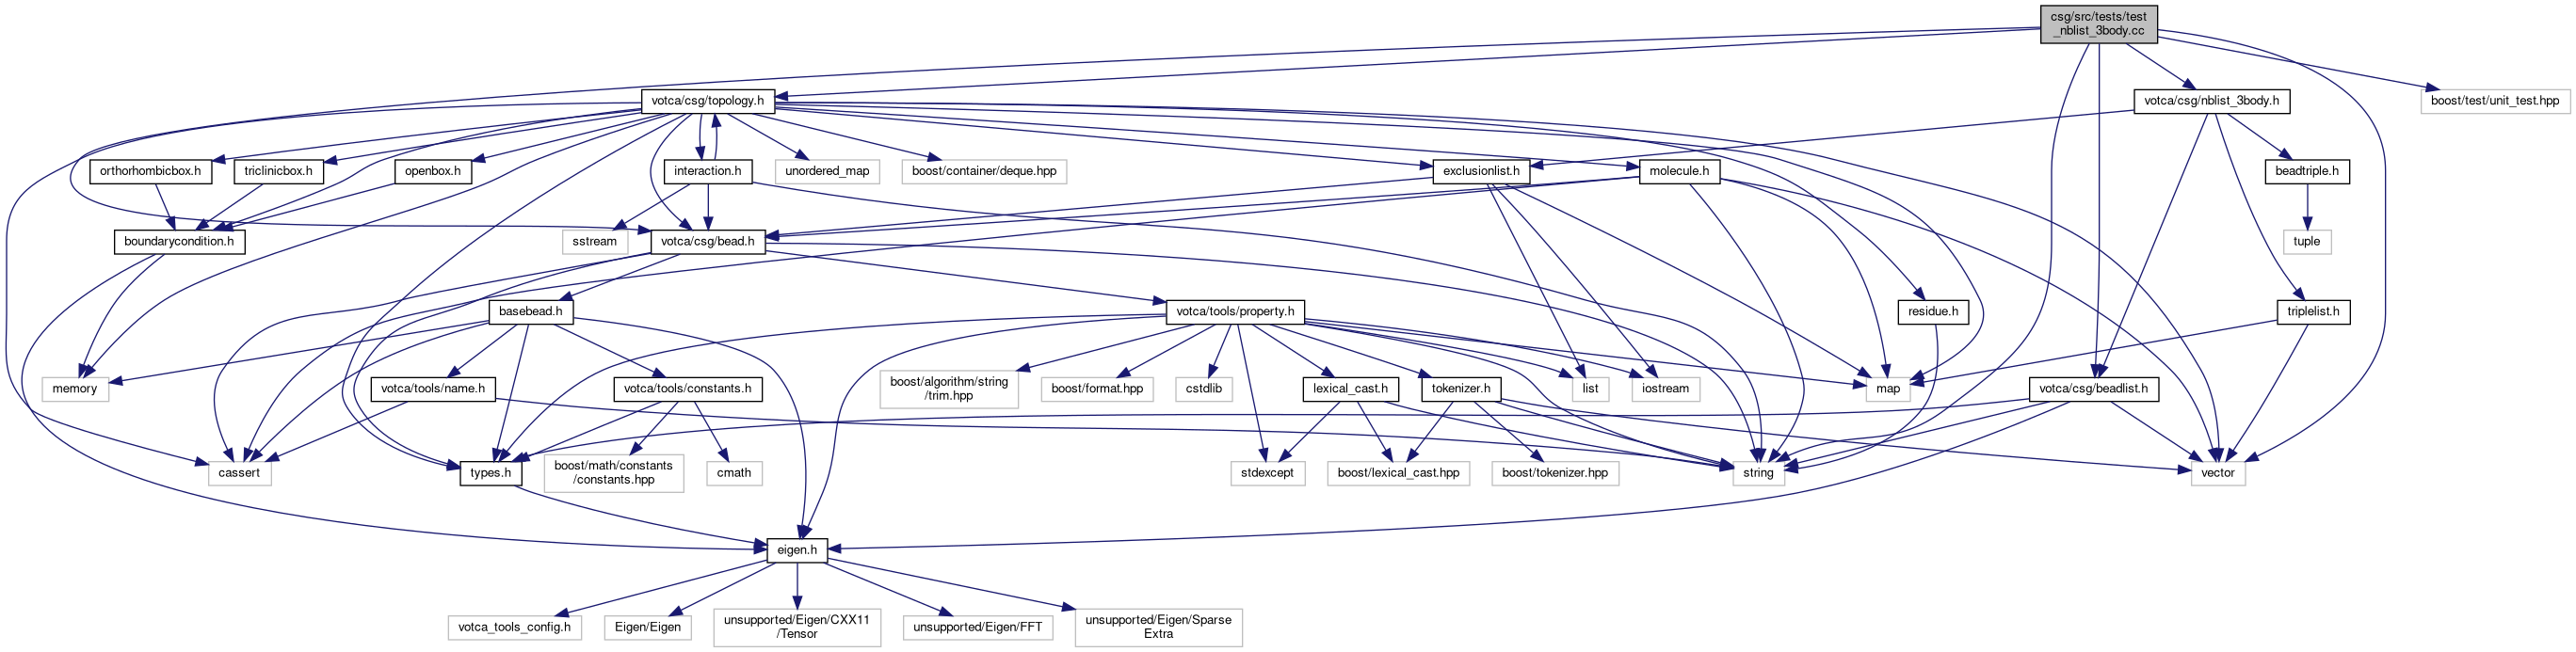 csg/src/tests/test
_nblist_3body.cc
votca/csg/topology.h
votca/csg/nblist_3body.h
boost/test/unit_test.hpp
orthorhombicbox.h
triclinicbox.h
openbox.h
interaction.h
unordered_map
boost/container/deque.hpp
exclusionlist.h
molecule.h
beadtriple.h
boundarycondition.h
sstream
votca/csg/bead.h
tuple
basebead.h
votca/tools/property.h
residue.h
triplelist.h
memory
votca/tools/name.h
votca/tools/constants.h
boost/algorithm/string
/trim.hpp
boost/format.hpp
cstdlib
lexical_cast.h
tokenizer.h
list
iostream
map
votca/csg/beadlist.h
cassert
types.h
boost/math/constants
/constants.hpp
cmath
stdexcept
boost/lexical_cast.hpp
boost/tokenizer.hpp
string
vector
eigen.h
votca_tools_config.h
Eigen/Eigen
unsupported/Eigen/CXX11
/Tensor
unsupported/Eigen/FFT
unsupported/Eigen/Sparse
Extra